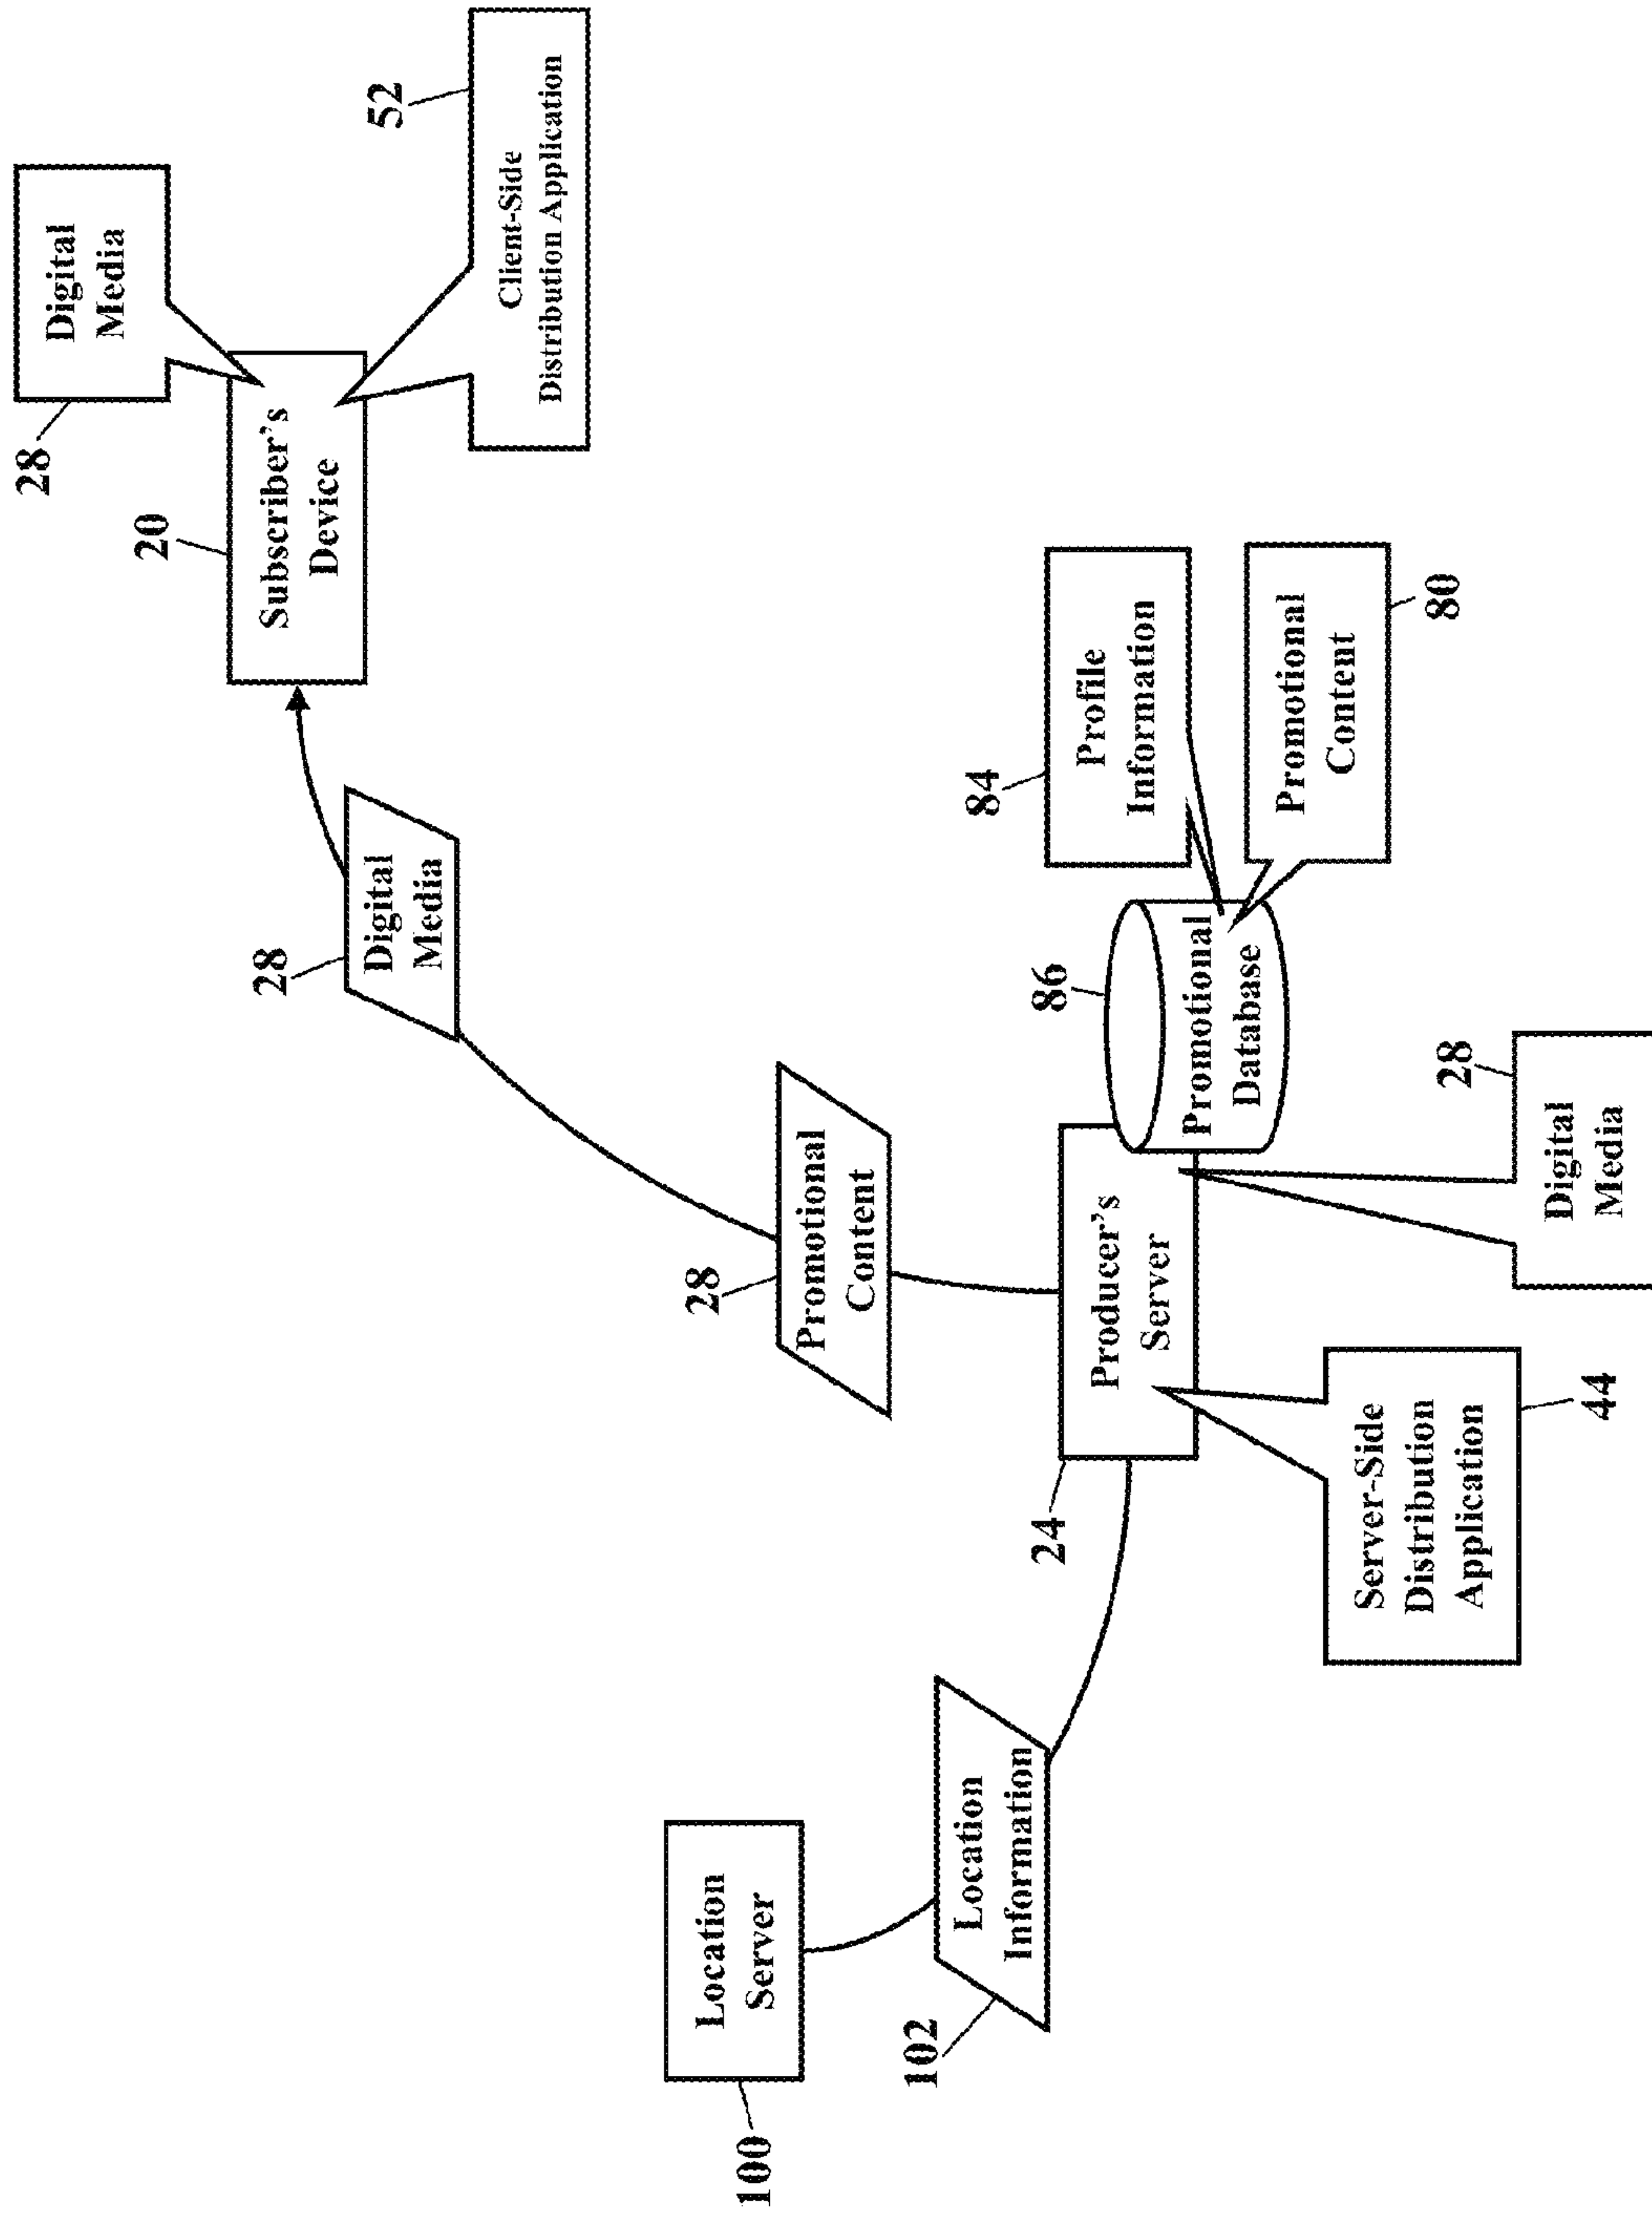 28
Digital
Media
20
Subscriber's
Device
52
Client-Side
Distribution Application
28
Digital
Media
28
Promotional
Content
100
Location
Server
102
Location
Information
24
Producer's
Server
86
Promotional
Database
84
Profile
Information
Promotional
Content
80
Server-Side
Distribution
Application
44
28
Digital
Media